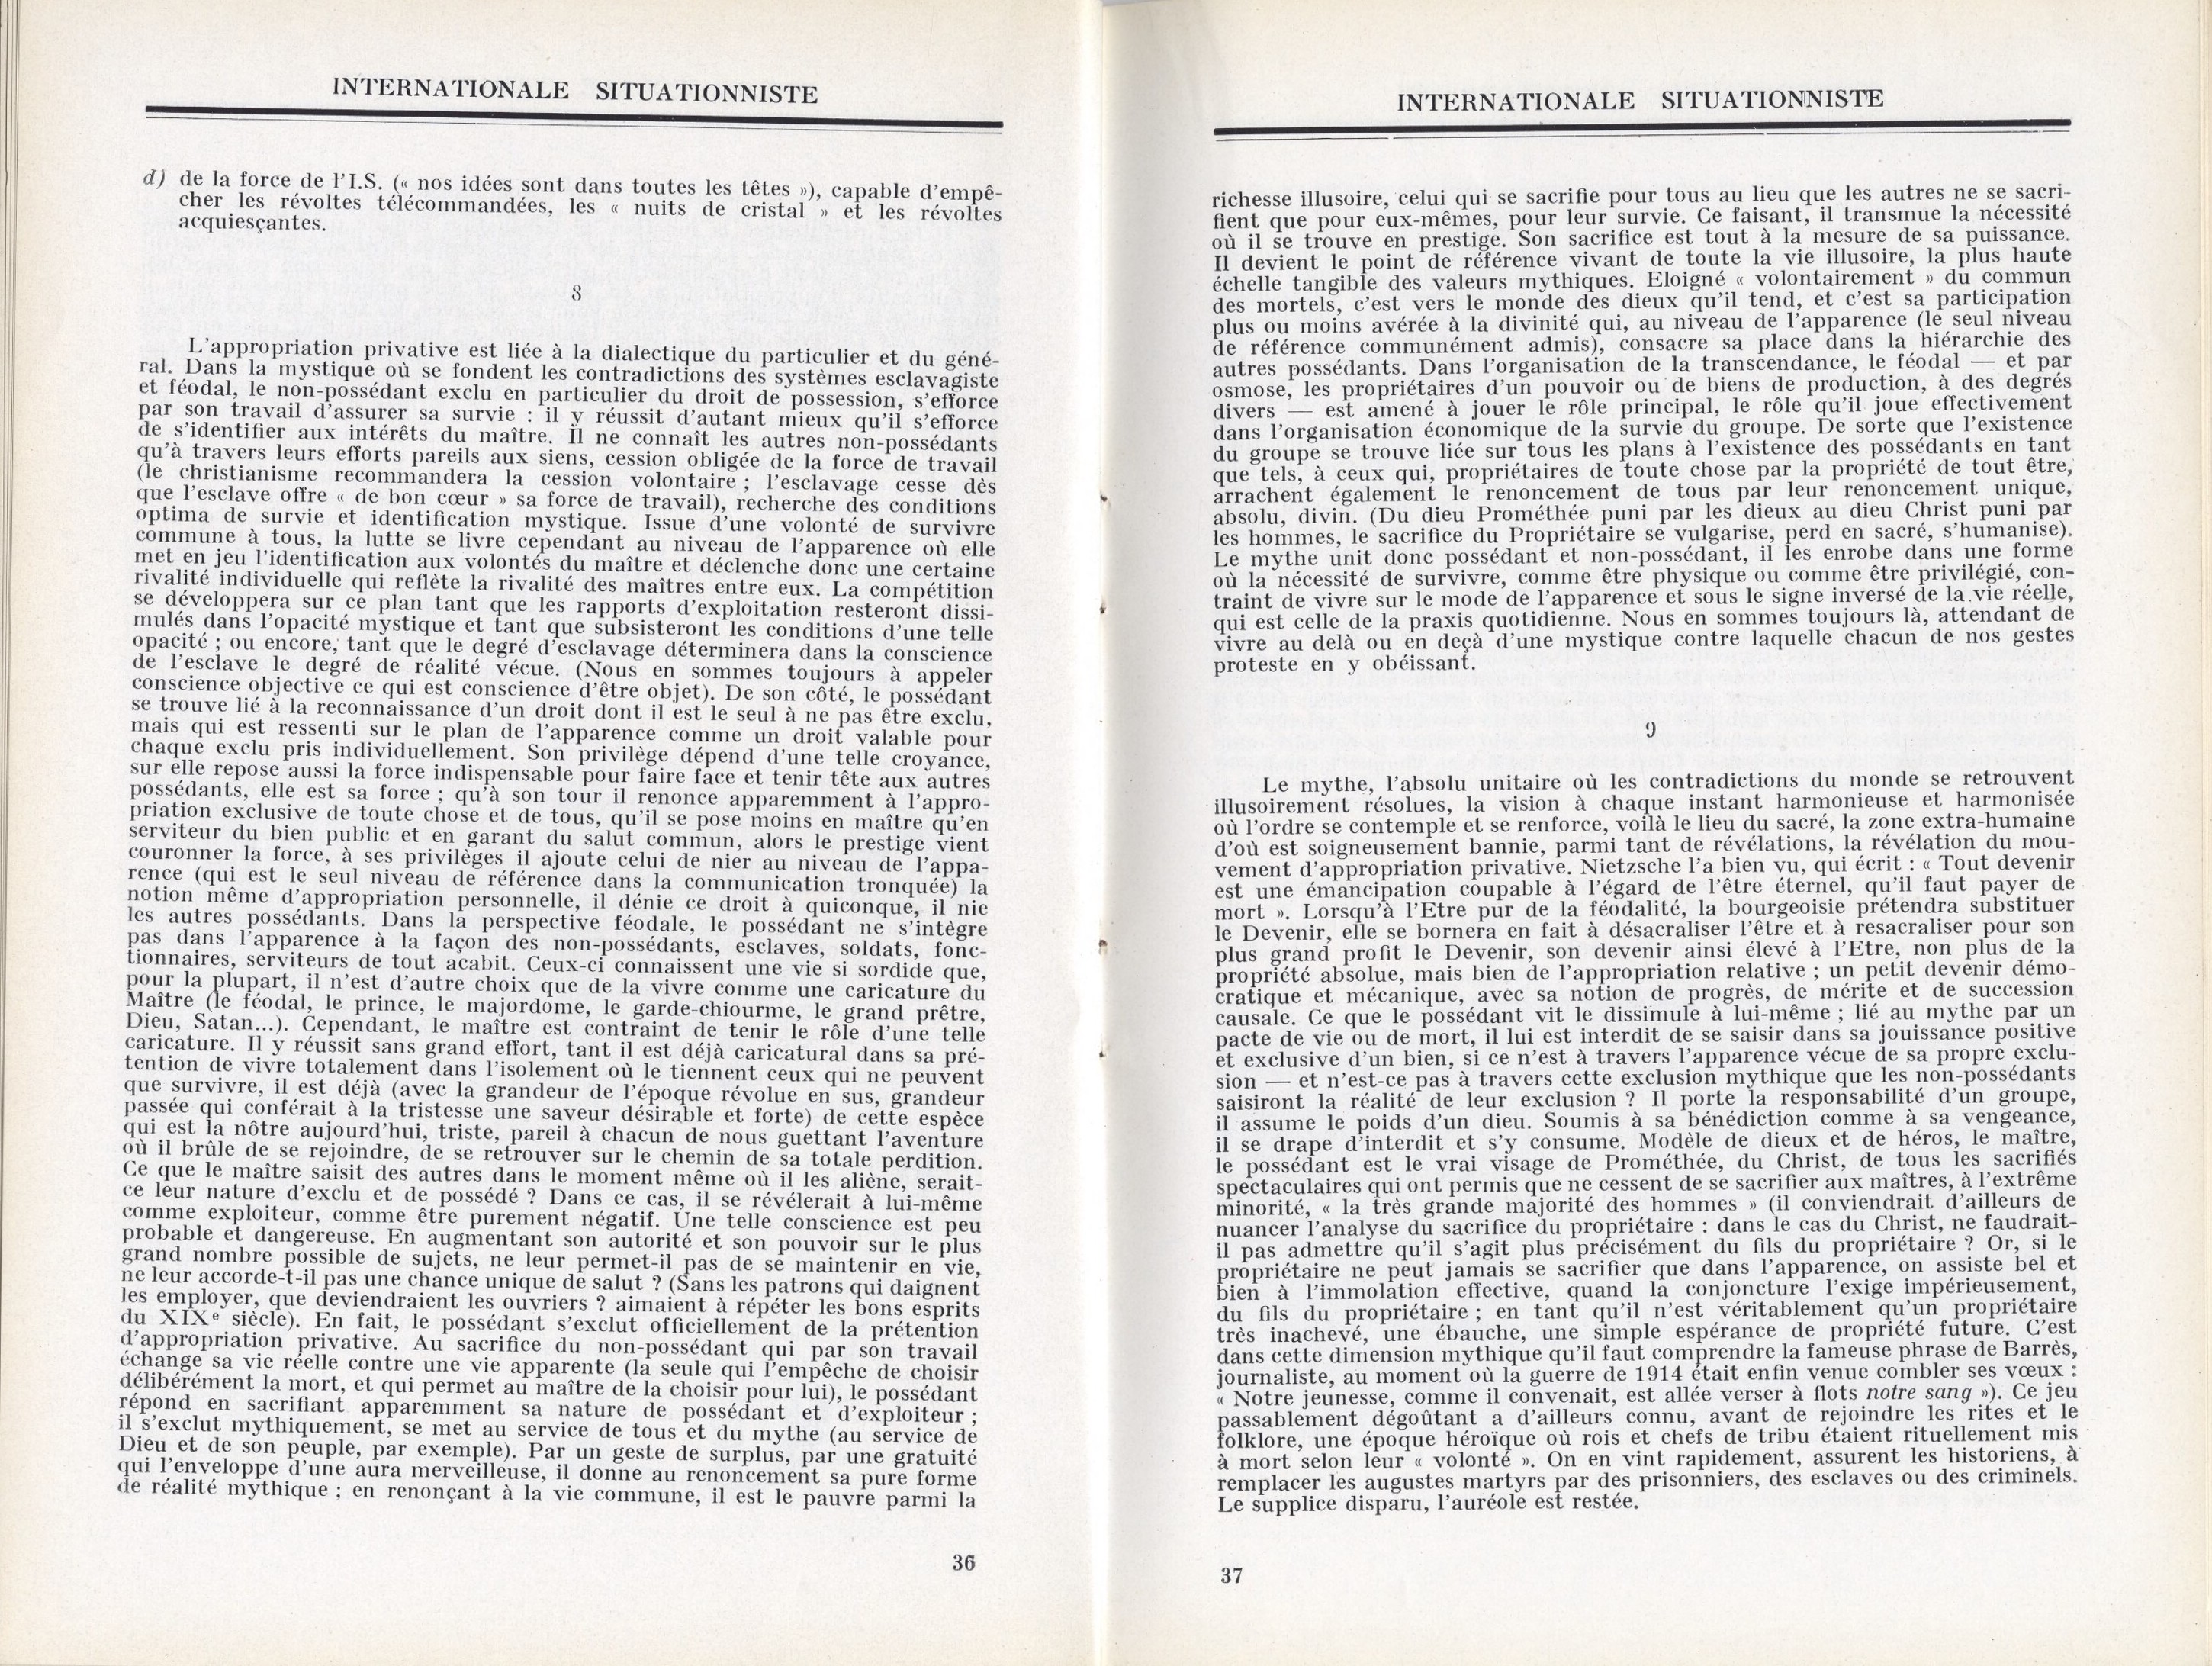 INTERNATIONALE SITUATIONNISTE
d) de la force de l'I.S. (« nos idées sont dans toutes les têtes »), capable d'empê-
cher les révoltes télécommandées, les « nuits de cristal » et les révoltes
acquiesçantes.
8
L'appropriation privative est liée à la dialectique du particulier et du géné-
ral. Dans la mystique où se fondent les contradictions des systèmes esclavagiste
et féodal, le non-possédant exclu en particulier du droit de possession, s'efforce
par son travail d'assurer sa survie : il y réussit d'autant mieux qu'il s'efforce
de s'identifier aux intérêts du maître. Il ne connaît les autres non-possédants
qu'à travers leurs efforts pareils aux siens, cession obligée de la force de travail
(le christianisme recommandera la cession volontaire ; l'esclavage cesse dès
que l'esclave offre « de bon cœur » sa force de travail), recherche des conditions
optima de survie et identification mystique. Issue d'une volonté de survivre
commune à tous, la lutte se livre cependant au niveau de l'apparence où elle
met en jeu l'identification aux volontés du maître et déclenche donc une certaine
rivalité individuelle qui reflète la rivalité des maîtres entre eux. La compétition
se développera sur ce plan tant que les rapports d'exploitation resteront dissi-
mulés dans l'opacité mystique et tant que subsisteront les conditions d'une telle
opacité ; ou encore, tant que le degré d'esclavage déterminera dans la conscience
de l'esclave le degré de réalité vécue. (Nous en sommes toujours à appeler
conscience objective ce qui est conscience d'être objet). De son côté, le possédant
se trouve lié à la reconnaissance d'un droit dont il est le seul à ne pas être exclu,
mais qui est ressenti sur le plan de l'apparence comme un droit valable pour
chaque exclu pris individuellement. Son privilège dépend d'une telle croyance,
sur elle repose aussi la force indispensable pour faire face et tenir tête aux autres
possédants, elle est sa force ; qu'à son tour il renonce apparemment à l'appro-
priation exclusive de toute chose et de tous, qu'il se pose moins en maître qu'en
serviteur du bien public et en garant du salut commun, alors le prestige vient
couronner la force, à ses privilèges il ajoute celui de nier au niveau de l'appa-
rence (qui est le seul niveau de référence dans la communication tronquée) la
notion même d'appropriation personnelle, il dénie ce droit à quiconque, il nie
les autres possédants. Dans la perspective féodale, le possédant ne s'intègre
pas dans l'apparence à la façon des non-possédants, esclaves, soldats, fonc-
tionnaires, serviteurs de tout acabit. Ceux-ci connaissent une vie si sordide que,
pour la plupart, il n'est d'autre choix que de la vivre comme une caricature du
Maître (le féodal, le prince, le majordome, le garde-chiourme, le grand prêtre,
Dieu, Satan...). Cependant, le maître est contraint de tenir le rôle d'une telle
caricature. Il y réussit sans grand effort, tant il est déjà caricatural dans sa pré-
tention de vivre totalement dans l'isolement où le tiennent ceux qui ne peuvent
que survivre, il est déjà (avec la grandeur de l'époque révolue en sus, grandeur
passée qui conférait à la tristesse une saveur désirable et forte) de cette espèce
qui est la nôtre aujourd'hui, triste, pareil à chacun de nous guettant l'aventure
où il brûle de se rejoindre, de se retrouver sur le chemin de sa totale perdition.
Ce que le maître saisit des autres dans le moment même où il les aliène, serait-
ce leur nature d'exclu et de possédé ? Dans ce cas, il se révélerait à lui-même
comme exploiteur, comme être purement négatif. Une telle conscience est peu
probable et dangereuse. En augmentant son autorité et son pouvoir sur le plus
grand nombre possible de sujets, ne leur permet-il pas de se maintenir en vie,
ne leur accorde-t-il pas une chance unique de salut ? (Sans les patrons qui daignent
les employer, que deviendraient les ouvriers ? aimaient à répéter les bons esprits
du XIXe siècle). En fait, le possédant s'exclut officiellement de la prétention
d'appropriation privative. Au sacrifice du non-possédant qui par son travail
échange sa vie réelle contre une vie apparente (la seule qui l'empêche de choisir
délibérément la mort, et qui permet au maître de la choisir pour lui), le possédant
répond en sacrifiant apparemment sa nature de possédant et d'exploiteur ;
il s'exclut mythiquement, se met au service de tous et du mythe (au service de
Dieu et de son peuple, par exemple). Par un geste de surplus, par une gratuité
qui l'enveloppe d'une aura merveilleuse, il donne au renoncement sa pure forme
de réalité mythique ; en renonçant à la vie commune, il est le pauvre parmi la
36
INTERNATIONALE SITUATIONNISTE
richesse illusoire, celui qui se sacrifie pour tous au lieu que les autres ne se sacri-
fient que pour eux-mêmes, pour leur survie. Ce faisant, il transmue la nécessité
où il se trouve en prestige. Son sacrifice est tout à la mesure de sa puissance.
Il devient le point de référence vivant de toute la vie illusoire, la plus haute
échelle tangible des valeurs mythiques. Eloigné « volontairement » du commun
des mortels, c'est vers le monde des dieux qu'il tend, et c'est sa participation
plus ou moins avérée à la divinité qui, au niveau de l'apparence (le seul niveau
de référence communément admis), consacre sa place dans la hiérarchie des
autres possédants. Dans l'organisation de la transcendance, le féodal — et par
osmose, les propriétaires d'un pouvoir ou de biens de production, à des degrés
divers — est amené à jouer le rôle principal, le rôle qu'il joue effectivement
dans l'organisation économique de la survie du groupe. De sorte que l'existence
du groupe se trouve liée sur tous les plans à l'existence des possédants en tant
que tels, à ceux qui, propriétaires de toute chose par la propriété de tout être,
arrachent également le renoncement de tous par leur renoncement unique,
absolu, divin. (Du dieu Prométhée puni par les dieux au dieu Christ puni par
les hommes, le sacrifice du Propriétaire se vulgarise, perd en sacré, s'humanise).
Le mythe unit donc possédant et non-possédant, il les enrobe dans une forme
où la nécessité de survivre, comme être physique ou comme être privilégié, con-
traint de vivre sur le mode de l'apparence et sous le signe inversé de la vie réelle,
qui est celle de la praxis quotidienne. Nous en sommes toujours là, attendant de
vivre au delà ou en deçà d'une mystique contre laquelle chacun de nos gestes
proteste en y obéissant.
9
Le mythe, l'absolu unitaire où les contradictions du monde se retrouvent
illusoirement résolues, la vision à chaque instant harmonieuse et harmonisée
où l'ordre se contemple et se renforce, voilà le lieu du sacré, la zone extra-humaine
d'où est soigneusement bannie, parmi tant de révélations, la révélation du mou-
vement d'appropriation privative. Nietzsche l'a bien vu, qui écrit : « Tout devenir
est une émancipation coupable à l'égard de l'être éternel, qu'il faut payer de
mort ». Lorsqu'à l'Etre pur de la féodalité, la bourgeoisie prétendra substituer
le Devenir, elle se bornera en fait à désacraliser l'être et à resacraliser pour son
plus grand profit le Devenir, son devenir ainsi élevé à l'Etre, non plus de la
propriété absolue, mais bien de l'appropriation relative ; un petit devenir démo-
cratique et mécanique, avec sa notion de progrès, de mérite et de succession
causale. Ce que le possédant vit le dissimule à lui-même ; lié au mythe par un
pacte de vie ou de mort, il lui est interdit de se saisir dans sa jouissance positive
et exclusive d'un bien, si ce n'est à travers l'apparence vécue de sa propre exclu-
sion — et n'est-ce pas à travers cette exclusion mythique que les non-possédants
saisiront la réalité de leur exclusion ? Il porte la responsabilité d'un groupe,
il assume le poids d'un dieu. Soumis à sa bénédiction comme à sa vengeance,
il se drape d'interdit et s'y consume. Modèle de dieux et de héros, le maître,
le possédant est le vrai visage de Prométhée, du Christ, de tous les sacrifiés
spectaculaires qui ont permis que ne cessent de se sacrifier aux maîtres, à l'extrême
minorité, « la très grande majorité des hommes » (il conviendrait d'ailleurs de
nuancer l'analyse du sacrifice du propriétaire : dans le cas du Christ, ne faudrait-
il pas admettre qu'il s'agit plus précisément du fils du propriétaire ? Or, si le
propriétaire ne peut jamais se sacrifier que dans l'apparence, on assiste bel et
bien à l'immolation effective, quand la conjoncture l'exige impérieusement,
du fils du propriétaire ; en tant qu'il n'est véritablement qu'un propriétaire
très inachevé, une ébauche, une simple espérance de propriété future. C'est
dans cette dimension mythique qu'il faut comprendre la fameuse phrase de Barrès,
journaliste, au moment où la guerre de 1914 était enfin venue combler ses vœux :
« Notre jeunesse, comme il convenait, est allée verser à flots notre sang »). Ce jeu
passablement dégoûtant a d'ailleurs connu, avant de rejoindre les rites et le
folklore, une époque héroïque où rois et chefs de tribu étaient rituellement mis
à mort selon leur « volonté ». On en vint rapidement, assurent les historiens, à
remplacer les augustes martyrs par des prisonniers, des esclaves ou des criminels.
Le supplice disparu, l'auréole est restée.
37